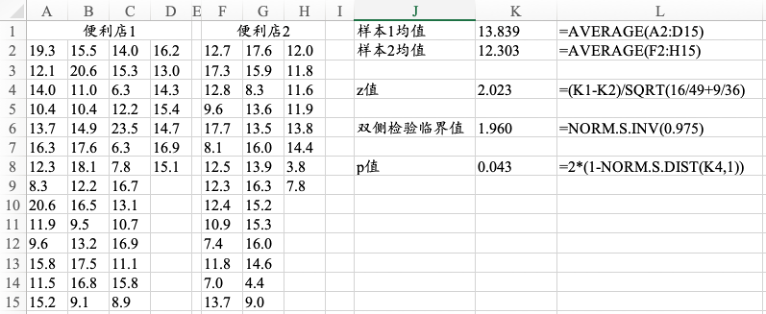 A B C D E F G H I J K L
1 便利店1 便利店2 样本1均值 13.839 =AVERAGE(A2:D15)
2 19.3 15.5 14.0 16.2 12.7 17.6 12.0 样本2均值 12.303 =AVERAGE(F2:H15)
3 12.1 20.6 15.3 13.0 17.3 15.9 11.8
4 14.0 11.0 6.3 14.3 12.8 8.3 11.6 z值 2.023 =(K1-K2)/SQRT(16/49+9/36)
5 10.4 10.4 12.2 15.4 9.6 13.6 11.9
6 13.7 14.9 23.5 14.7 17.7 13.5 13.8 双侧检验临界值 1.960 =NORM.S.INV(0.975)
7 16.3 17.6 6.3 16.9 8.1 16.0 14.4
8 12.3 18.1 7.8 15.1 12.5 13.9 3.8 p值 0.043 =2*(1-NORM.S.DIST(K4,1))
9 8.3 12.2 16.7 12.3 16.3 7.8
10 20.6 16.5 13.1 12.4 15.2
11 11.9 9.5 10.7 10.9 15.3
12 9.6 13.2 16.9 7.4 16.0
13 15.8 17.5 11.1 11.8 14.6
14 11.5 16.8 15.8 7.0 4.4
15 15.2 9.1 8.9 13.7 9.0